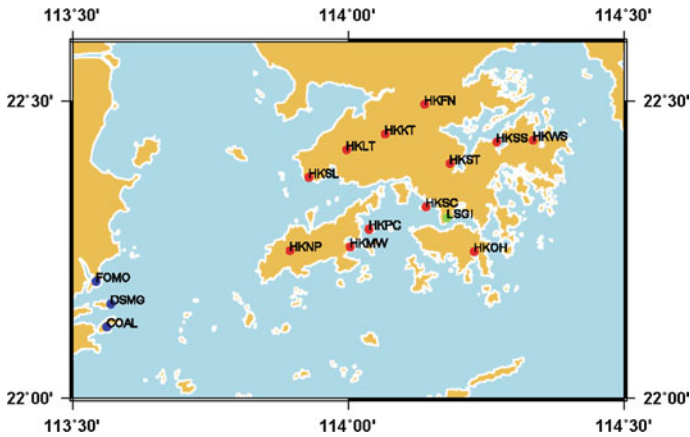 113˚30' 114˚00' 114˚30'
22˚30' 22˚30'
HKFN
HKKT
HKSS HKWS
HKLT
HKST
HKSL
HKSC
LSGI
HKPC
HKNP HKMW HKOH
FOMO
DSMG
COAL
22˚00' 22˚00'
113˚30' 114˚00' 114˚30'